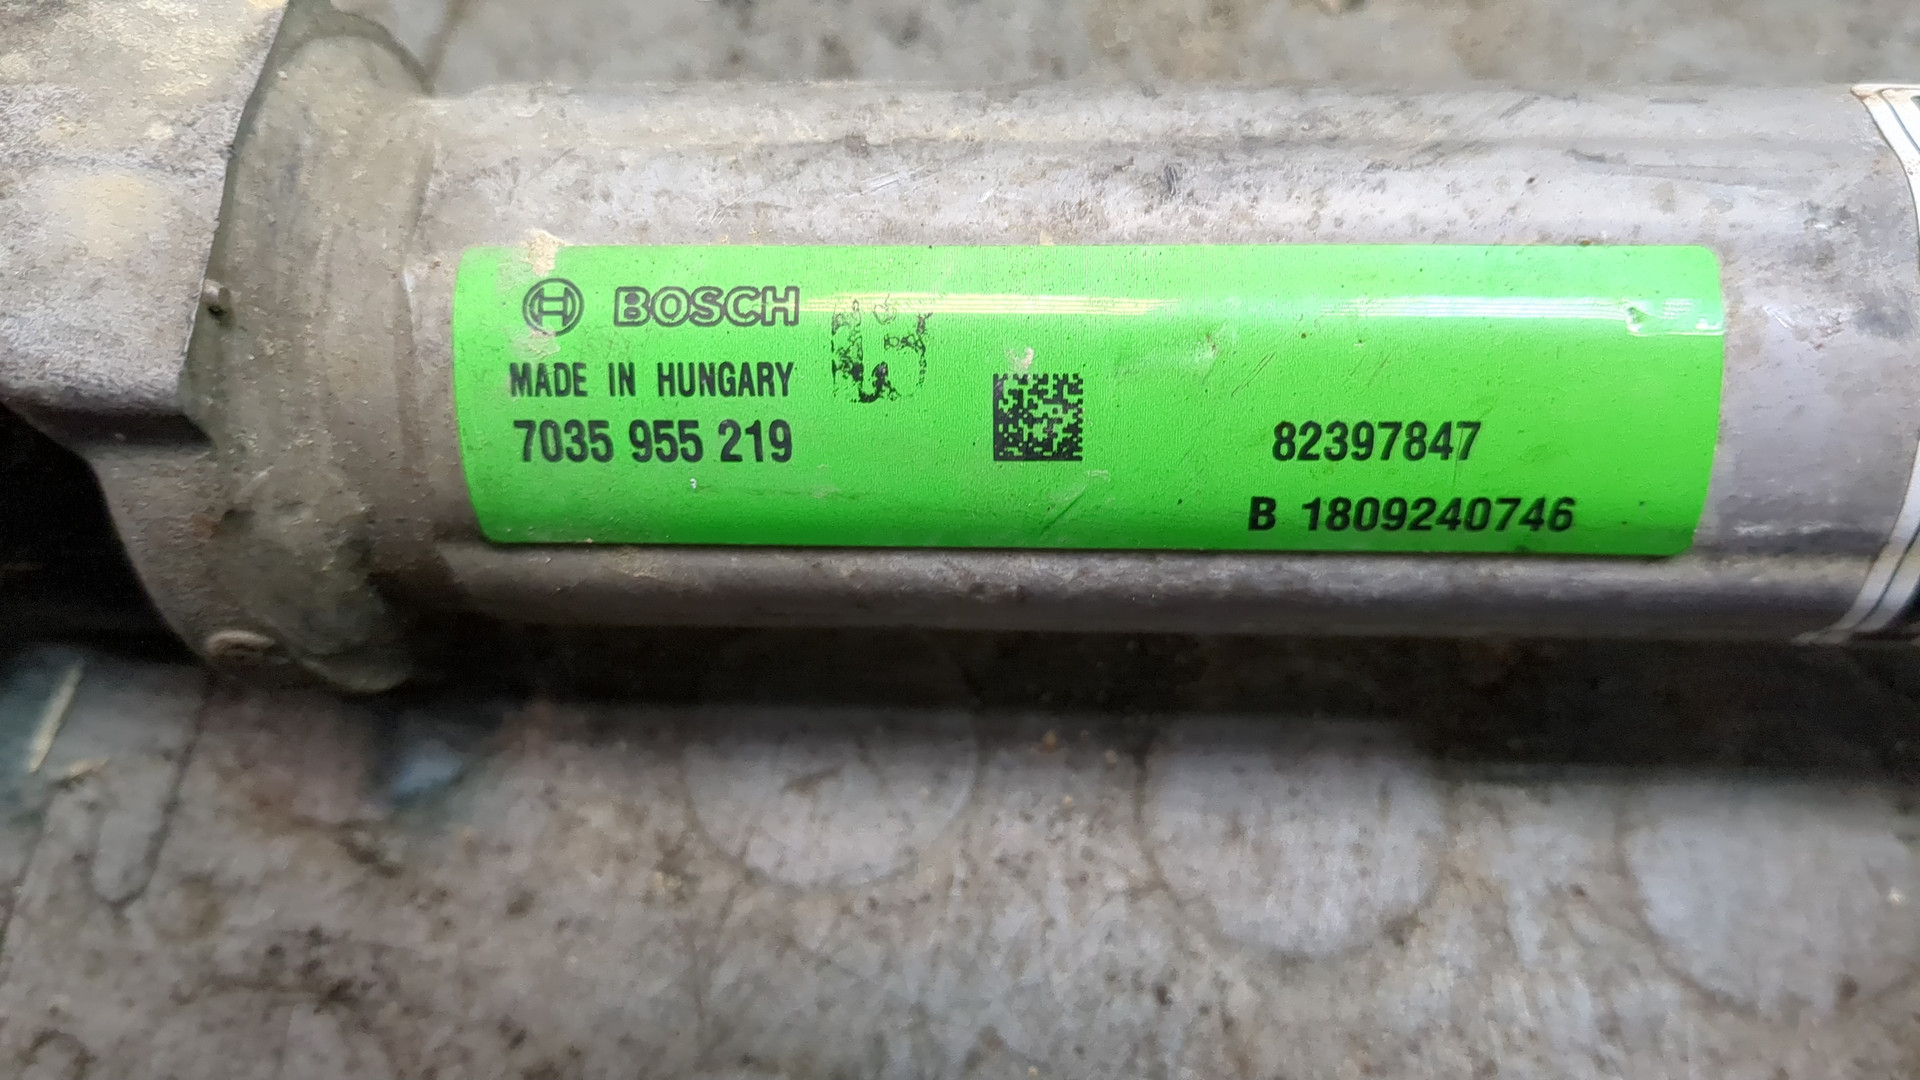 BOSCH
MADE IN HUNGARY
7035 955 219
82397847
B 1809240746